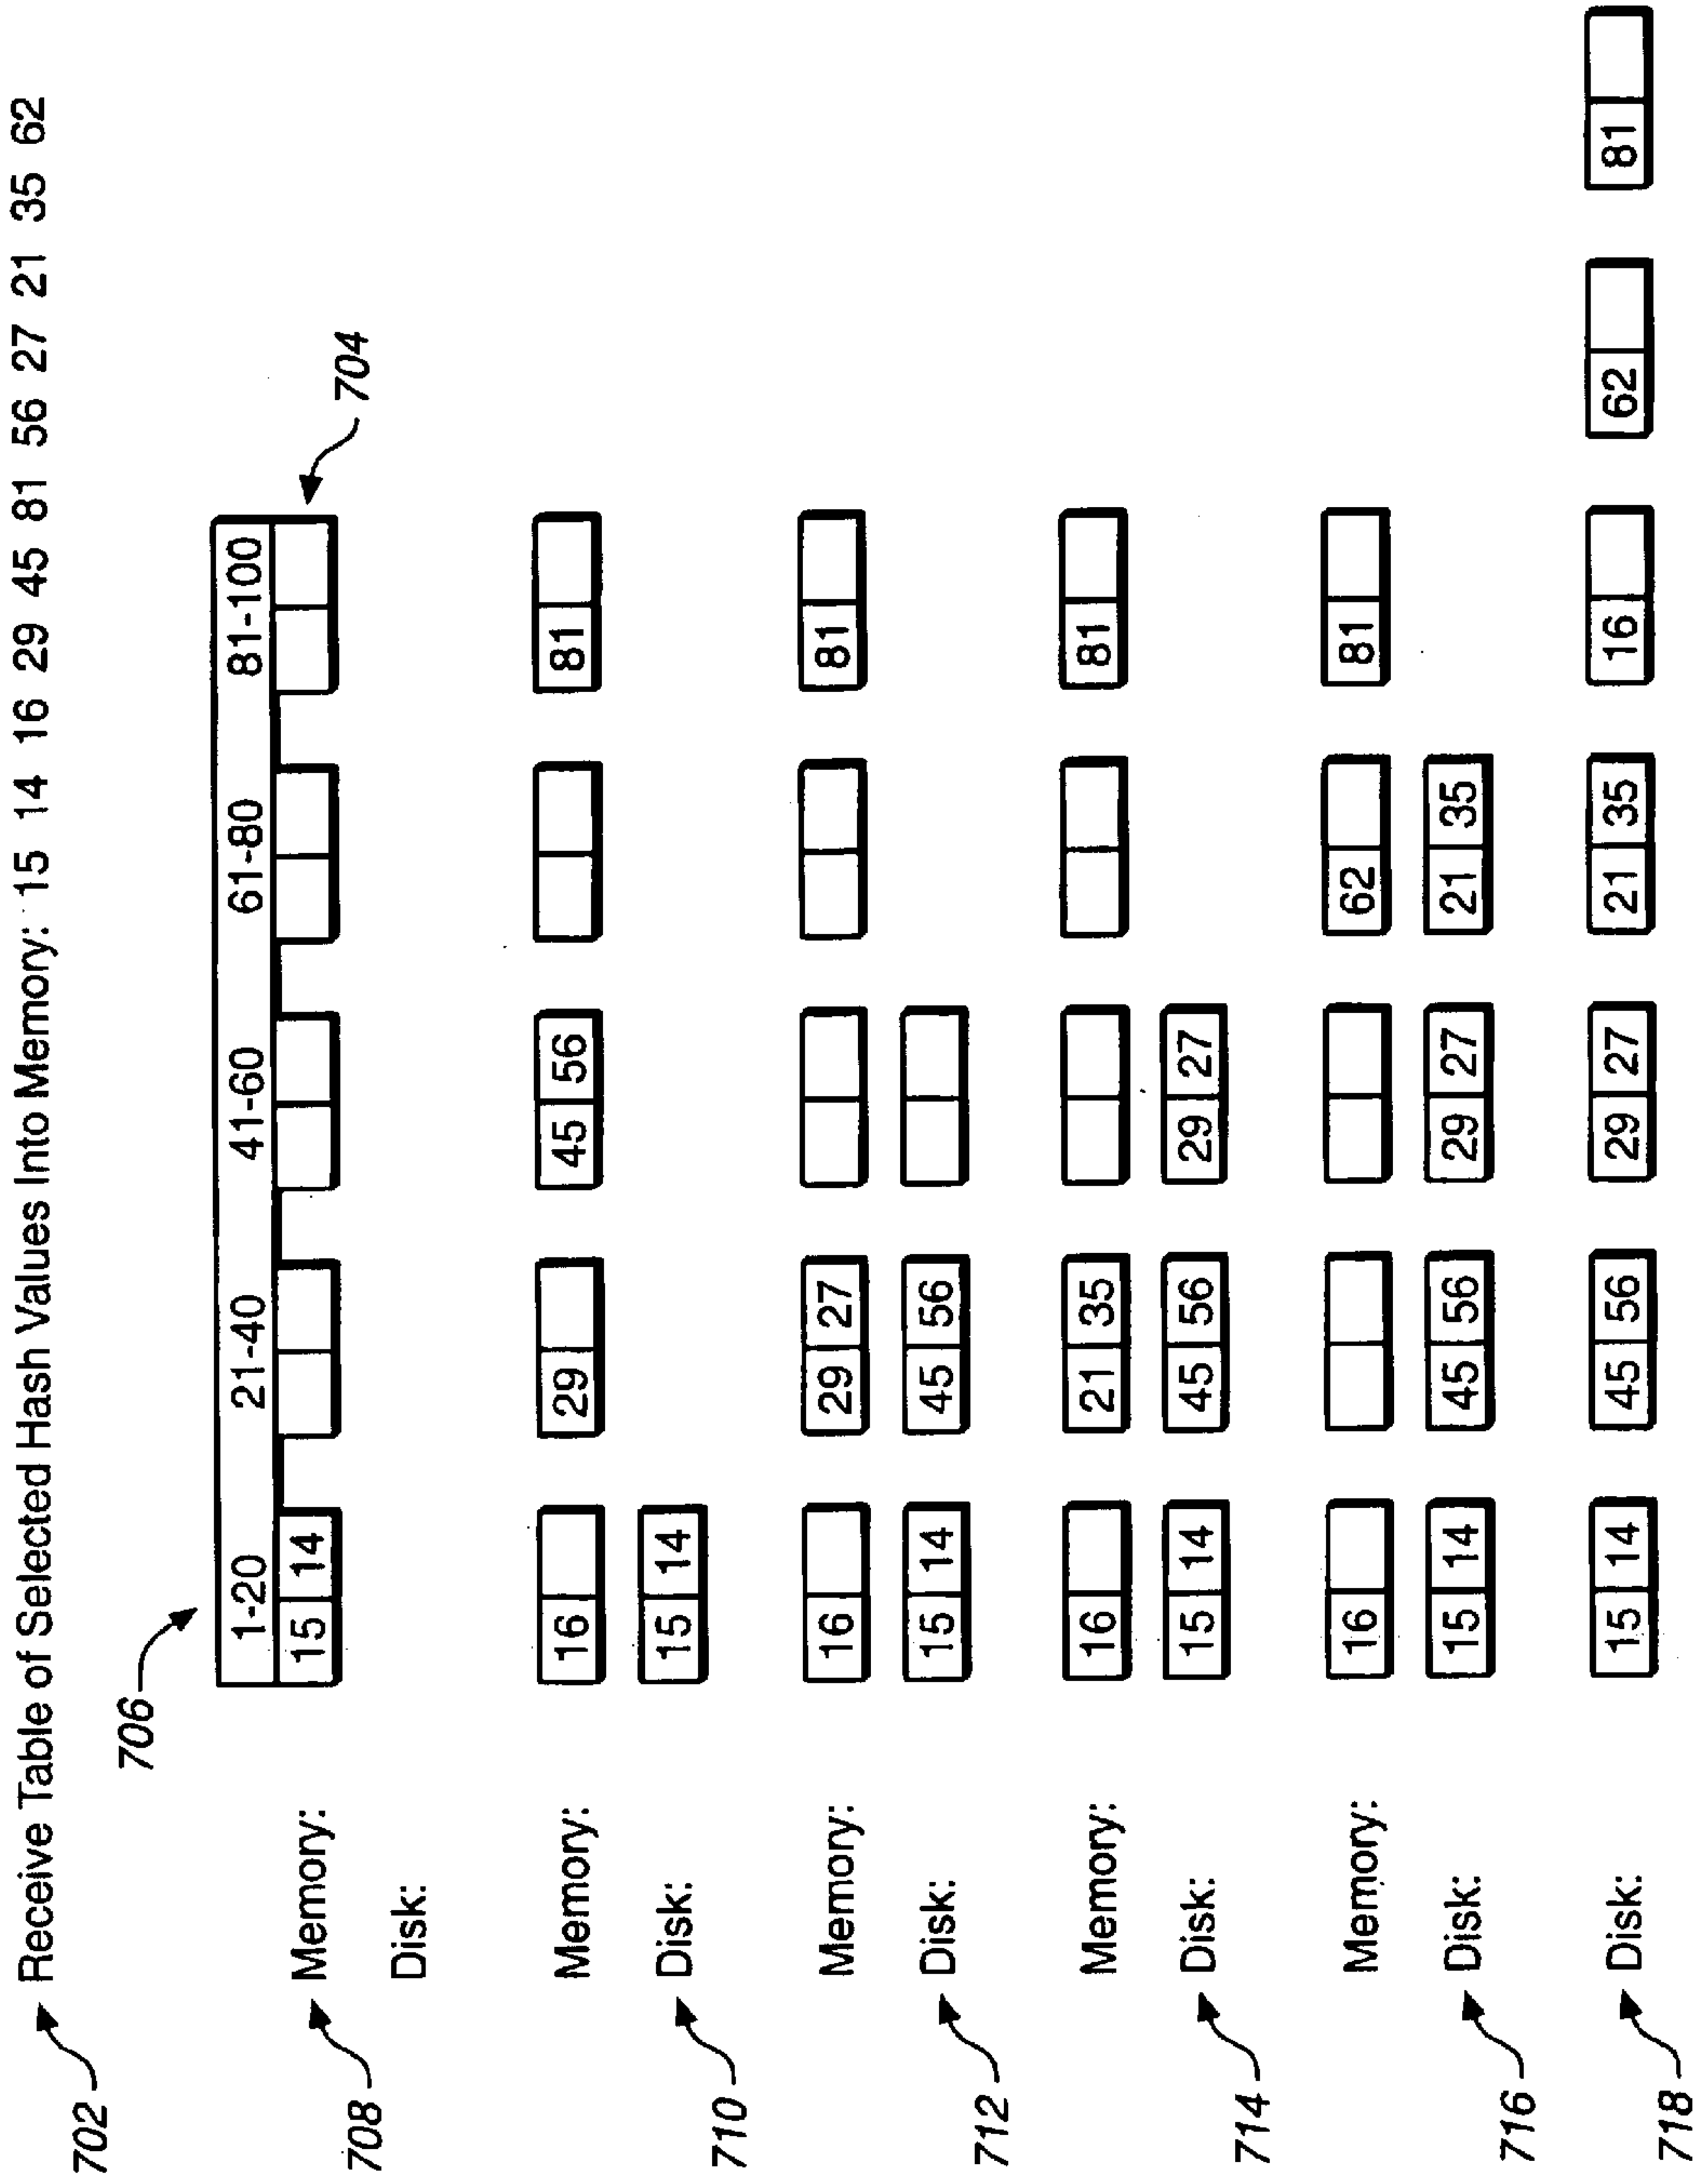 702 Receive Table of Selected Hash Values Into Memory: 15 14 16 29 45 81 56 27 21 35 62
706
1-20 21-40 41-60 61-80 81-100
708 Memory: 15 14
704
Disk:
Memory: 16 29 45 56 81
710 Disk: 15 14
Memory: 16 29 27 81
712 Disk: 15 14 45 56
Memory: 16 21 35 81
714 Disk: 15 14 45 56 29 27
Memory: 16 62 81
716 Disk: 15 14 45 56 29 27 21 35
718 Disk: 15 14 45 56 29 27 21 35 16 62 81